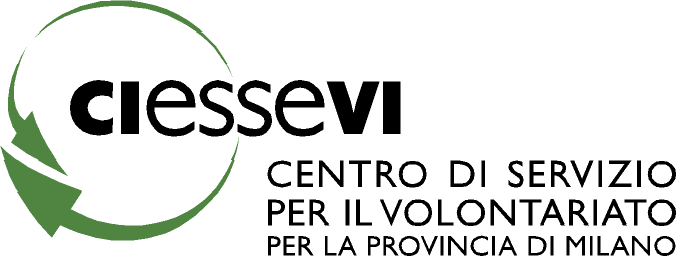 CIesseVI
CENTRO DI SERVIZIO
PER IL VOLONTARIATO
PER LA PROVINCIA DI MILANO